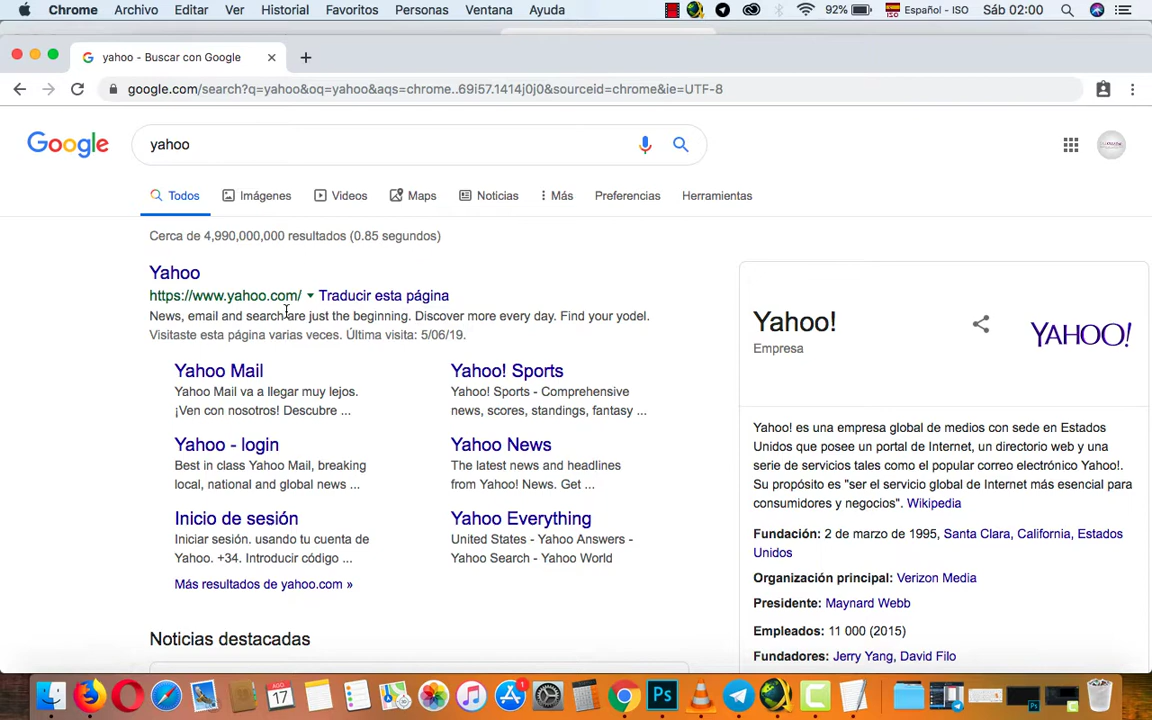 Chrome Archivo Editar Ver Historial Favoritos Personas Ventana Ayuda 92% Español - ISO Sáb 02:00
yahoo - Buscar con Google
google.com/search?q=yahoo&oq=yahoo&aqs=chrome..69i57.1414j0j0&sourceid=chrome&ie=UTF-8
Google yahoo
Todos Imágenes Videos Maps Noticias Más Preferencias Herramientas
Cerca de 4,990,000,000 resultados (0.85 segundos)
Yahoo
https://www.yahoo.com/ Traducir esta página
News, email and search are just the beginning. Discover more every day. Find your yodel.
Visitaste esta página varias veces. Última visita: 5/06/19.
Yahoo Mail
Yahoo Mail va a llegar muy lejos.
¡Ven con nosotros! Descubre ...
Yahoo! Sports
Yahoo! Sports - Comprehensive
news, scores, standings, fantasy ...
Yahoo - login
Best in class Yahoo Mail, breaking
local, national and global news ...
Yahoo News
The latest news and headlines
from Yahoo! News. Get ...
Inicio de sesión
Iniciar sesión. usando tu cuenta de
Yahoo. +34. Introducir código ...
Yahoo Everything
United States - Yahoo Answers -
Yahoo Search - Yahoo World
Más resultados de yahoo.com »
Noticias destacadas
Yahoo!
Empresa
YAHOO!
Yahoo! es una empresa global de medios con sede en Estados
Unidos que posee un portal de Internet, un directorio web y una
serie de servicios tales como el popular correo electrónico Yahoo!.
Su propósito es "ser el servicio global de Internet más esencial para
consumidores y negocios". Wikipedia
Fundación: 2 de marzo de 1995, Santa Clara, California, Estados
Unidos
Organización principal: Verizon Media
Presidente: Maynard Webb
Empleados: 11 000 (2015)
Fundadores: Jerry Yang, David Filo
AGO
17
1
Ps